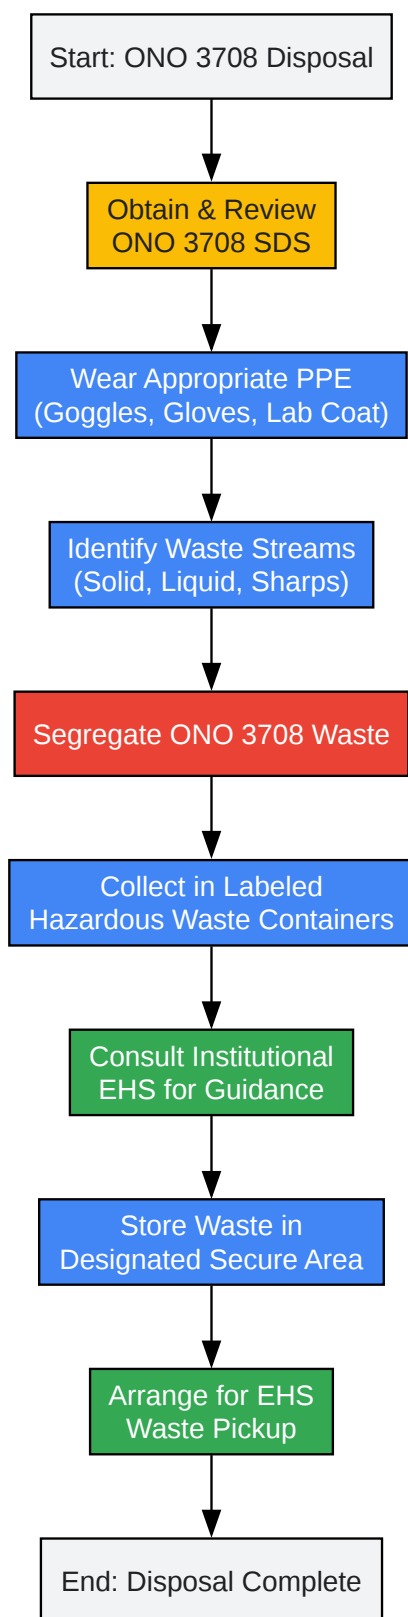 Start: ONO 3708 Disposal
Obtain & Review
ONO 3708 SDS
Wear Appropriate PPE
(Goggles, Gloves, Lab Coat)
Identify Waste Streams
(Solid, Liquid, Sharps)
Segregate ONO 3708 Waste
Collect in Labeled
Hazardous Waste Containers
Consult Institutional
EHS for Guidance
Store Waste in
Designated Secure Area
Arrange for EHS
Waste Pickup
End: Disposal Complete